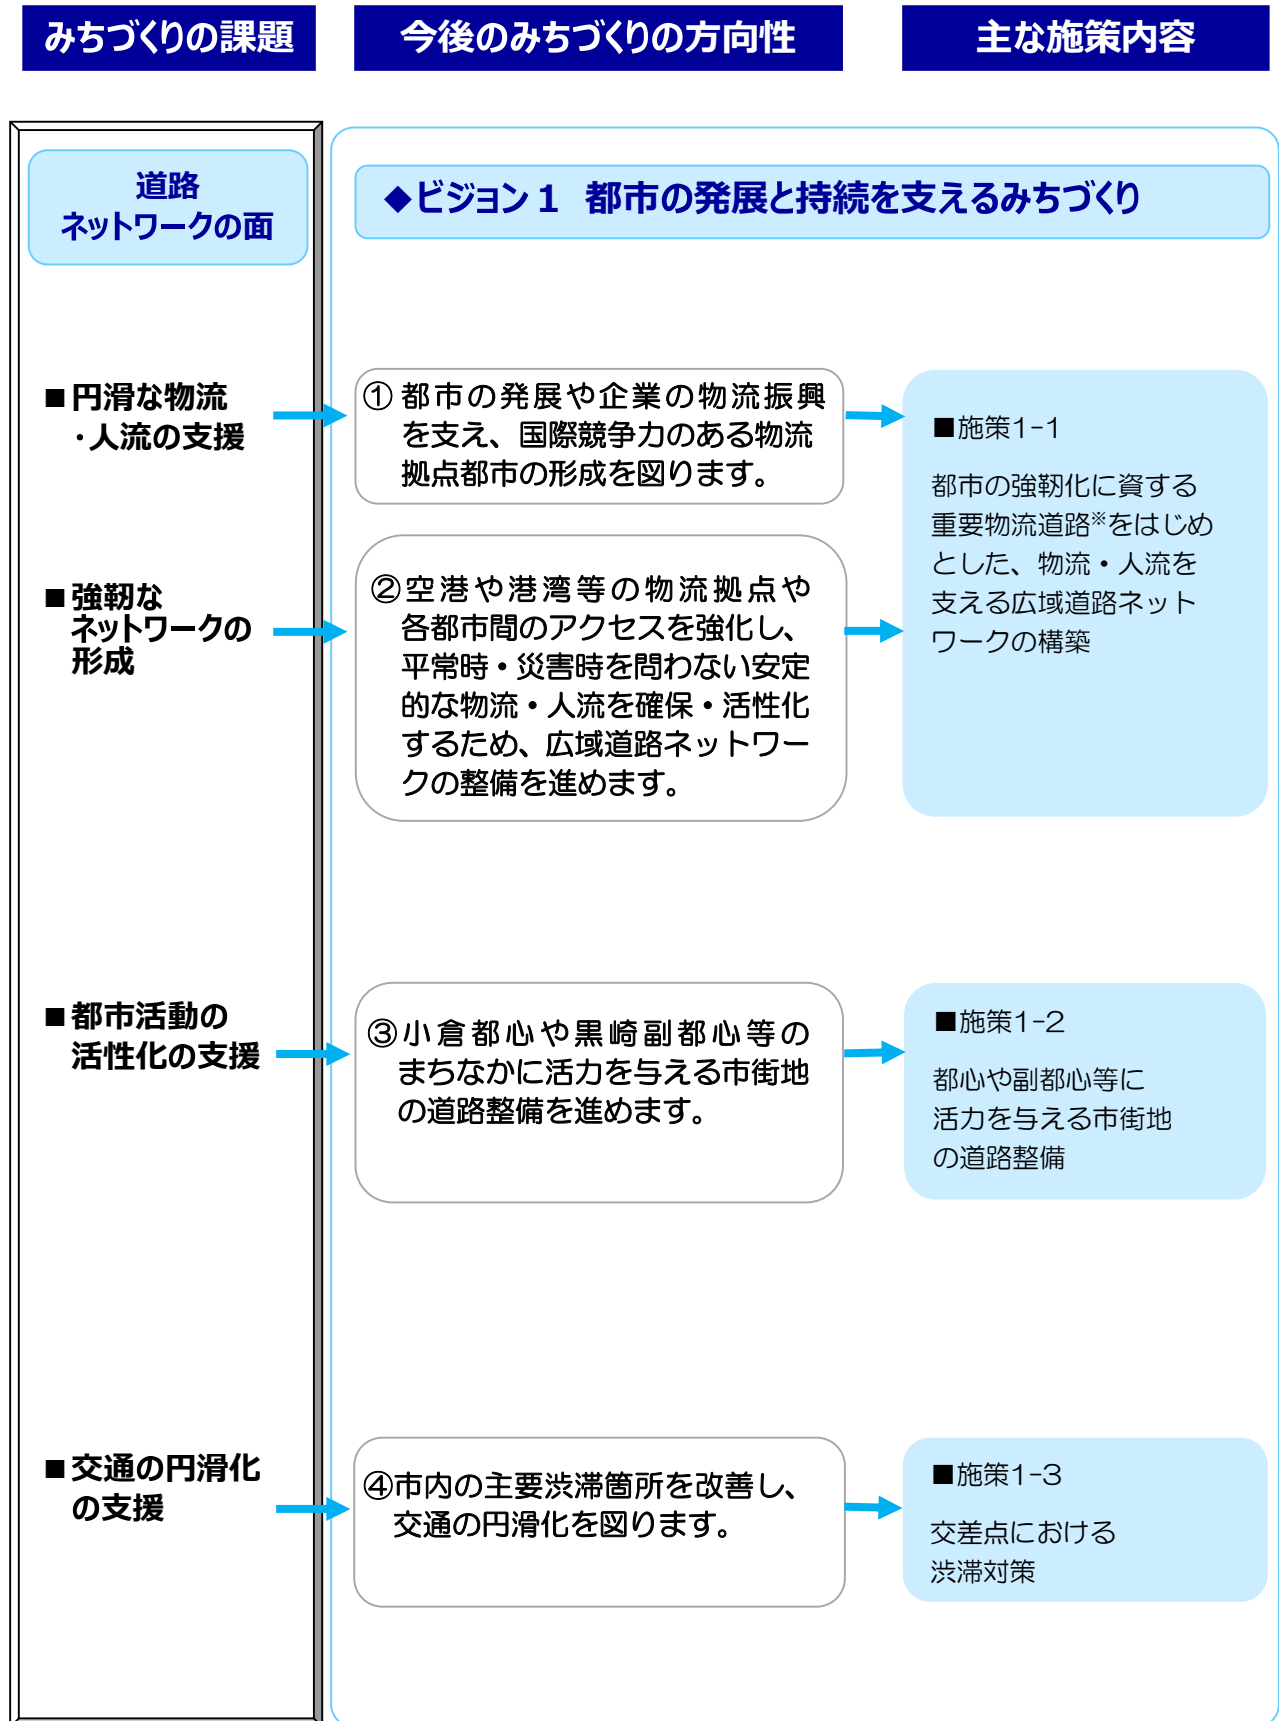 みちづくりの課題
今後のみちづくりの方向性
主な施策内容
道路
ネットワークの面
◆ビジョン１ 都市の発展と持続を支えるみちづくり
■円滑な物流
・人流の支援
①都市の発展や企業の物流振興
を支え、国際競争力のある物流
拠点都市の形成を図ります。
■施策1-1
都市の強靭化に資する
重要物流道路※をはじめ
とした、物流・人流を
支える広域道路ネット
ワークの構築
■強靭な
ネットワークの
形成
②空港や港湾等の物流拠点や
各都市間のアクセスを強化し、
平常時・災害時を問わない安定
的な物流・人流を確保・活性化
するため、広域道路ネットワー
クの整備を進めます。
■都市活動の
活性化の支援
③小倉都心や黒崎副都心等の
まちなかに活力を与える市街地
の道路整備を進めます。
■施策1-2
都心や副都心等に
活力を与える市街地
の道路整備
■交通の円滑化
の支援
④市内の主要渋滞箇所を改善し、
交通の円滑化を図ります。
■施策1-3
交差点における
渋滞対策